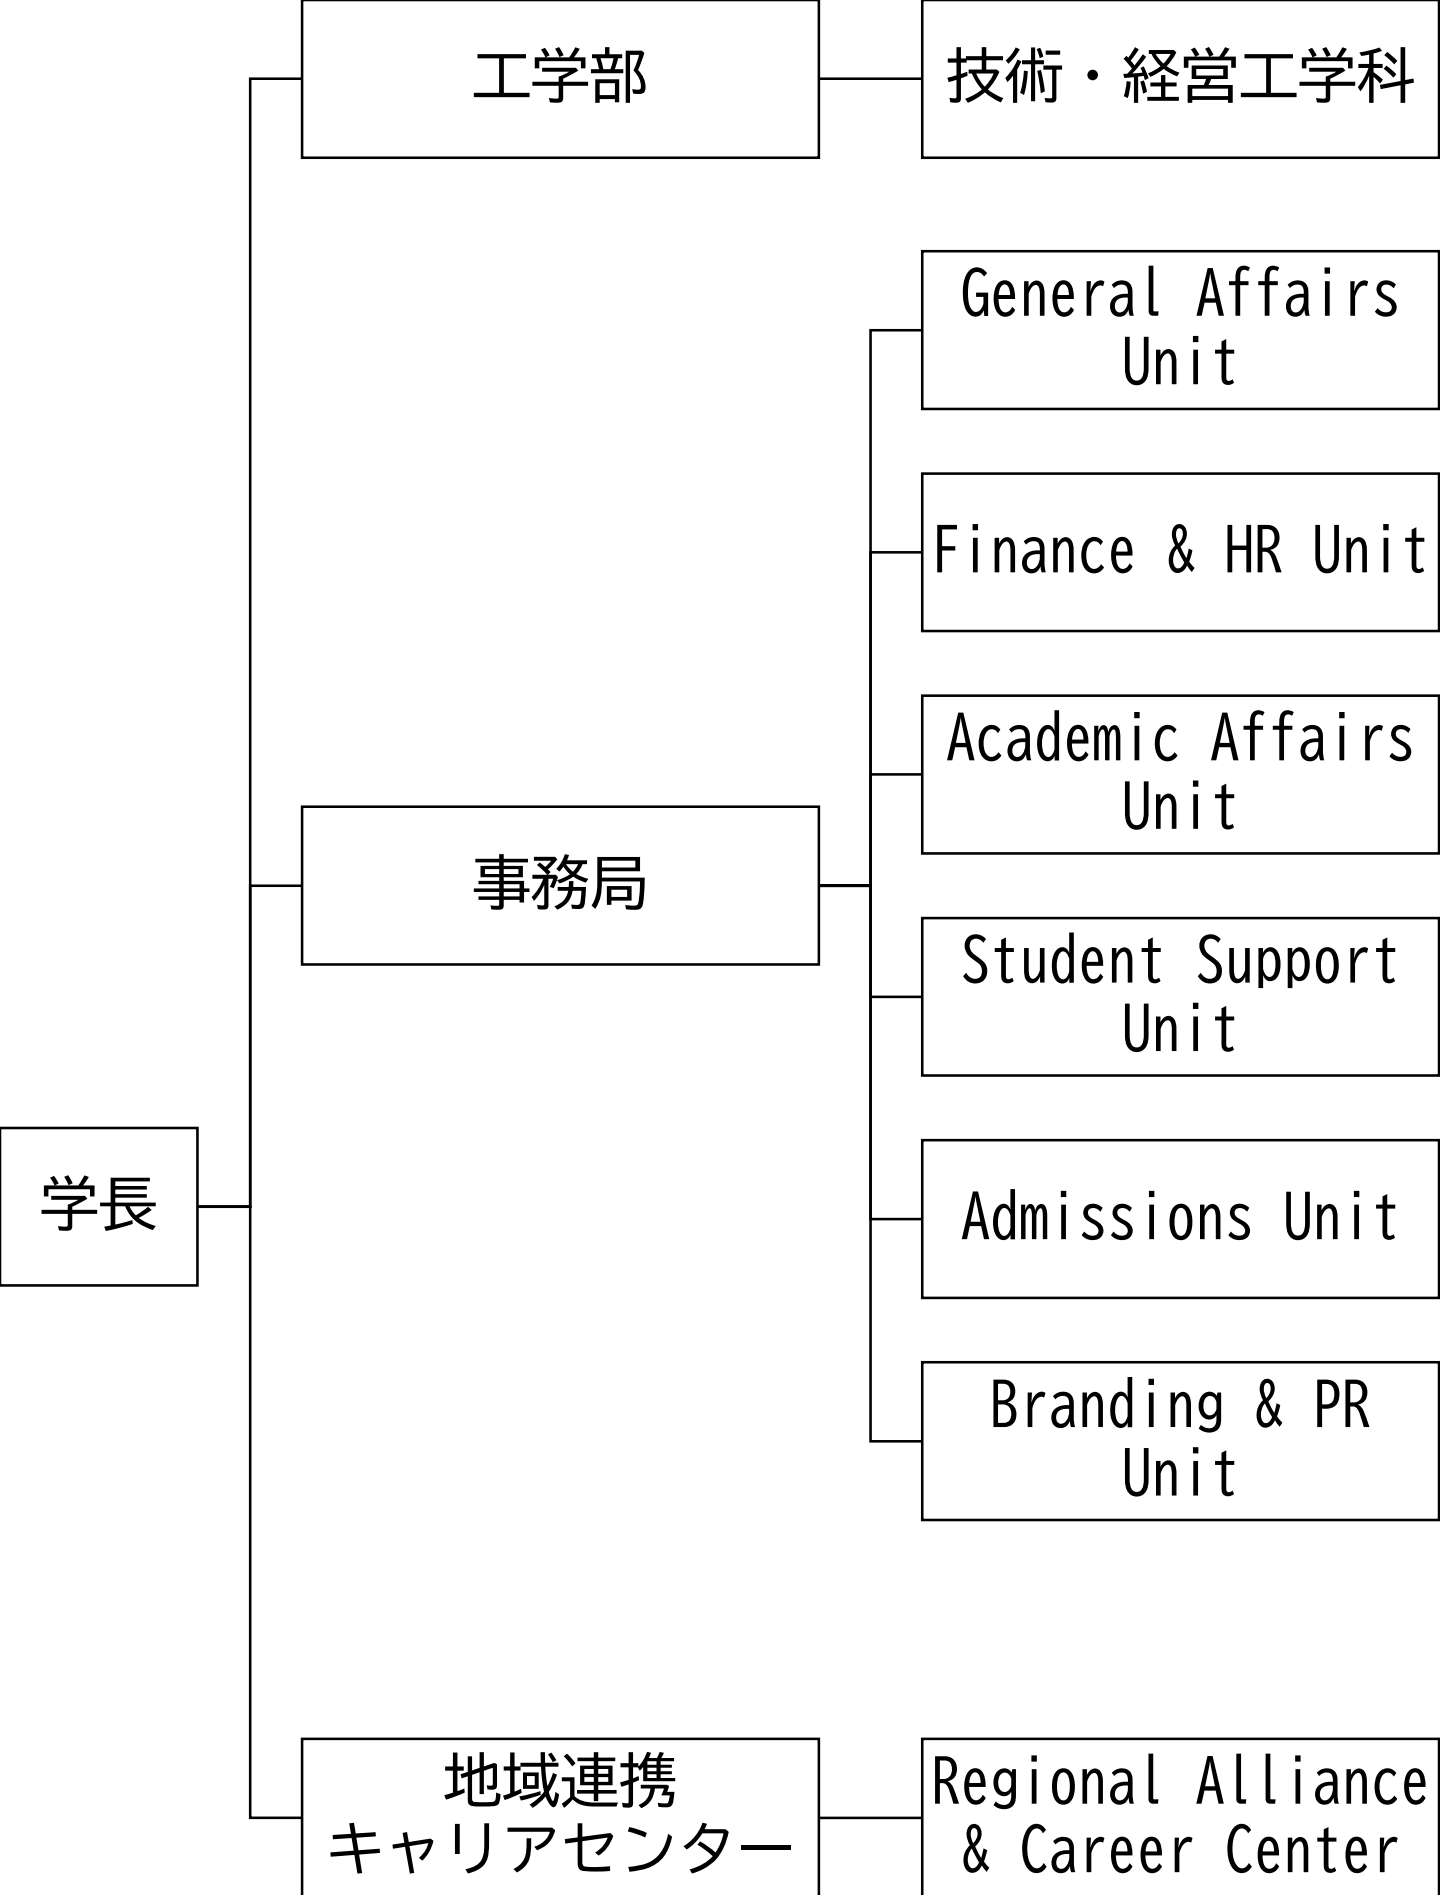 工学部
技術・経営工学科
General Affairs
Unit
Finance & HR Unit
Academic Affairs
Unit
事務局
Student Support
Unit
学長
Admissions Unit
Branding & PR
Unit
地域連携
キャリアセンター
Regional Alliance
& Career Center